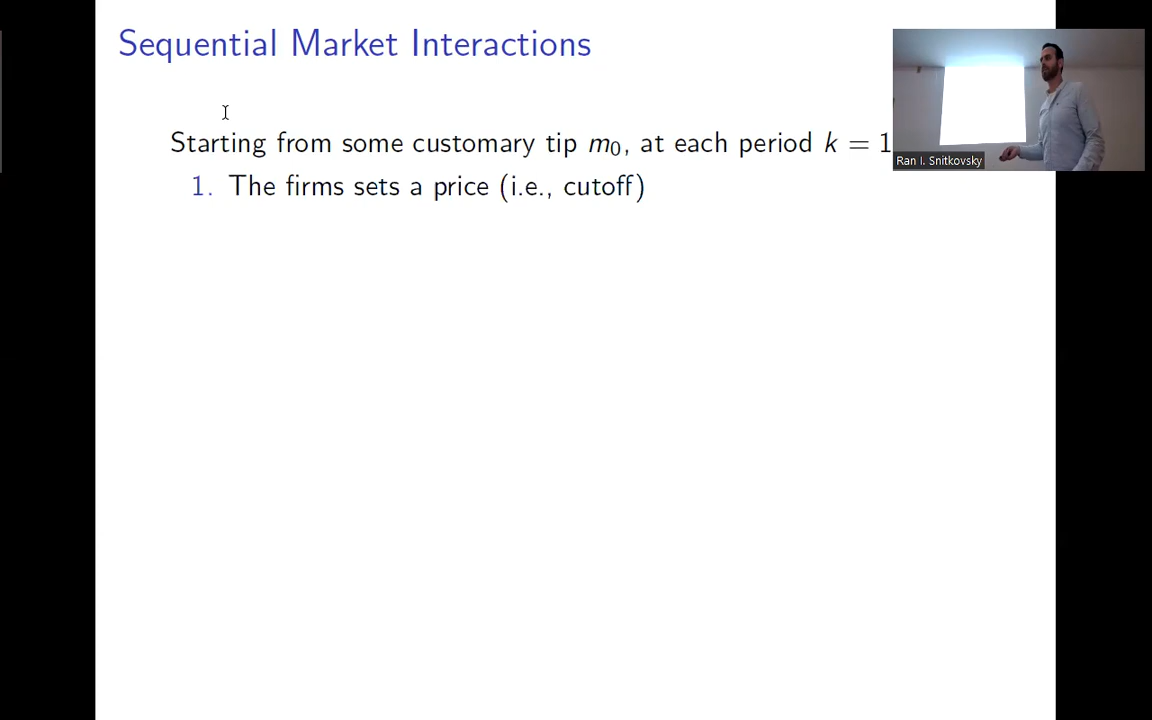 Sequential Market Interactions
Starting from some customary tip m₀, at each period k = 1
1. The firms sets a price (i.e., cutoff)
Ran I. Snitkovsky